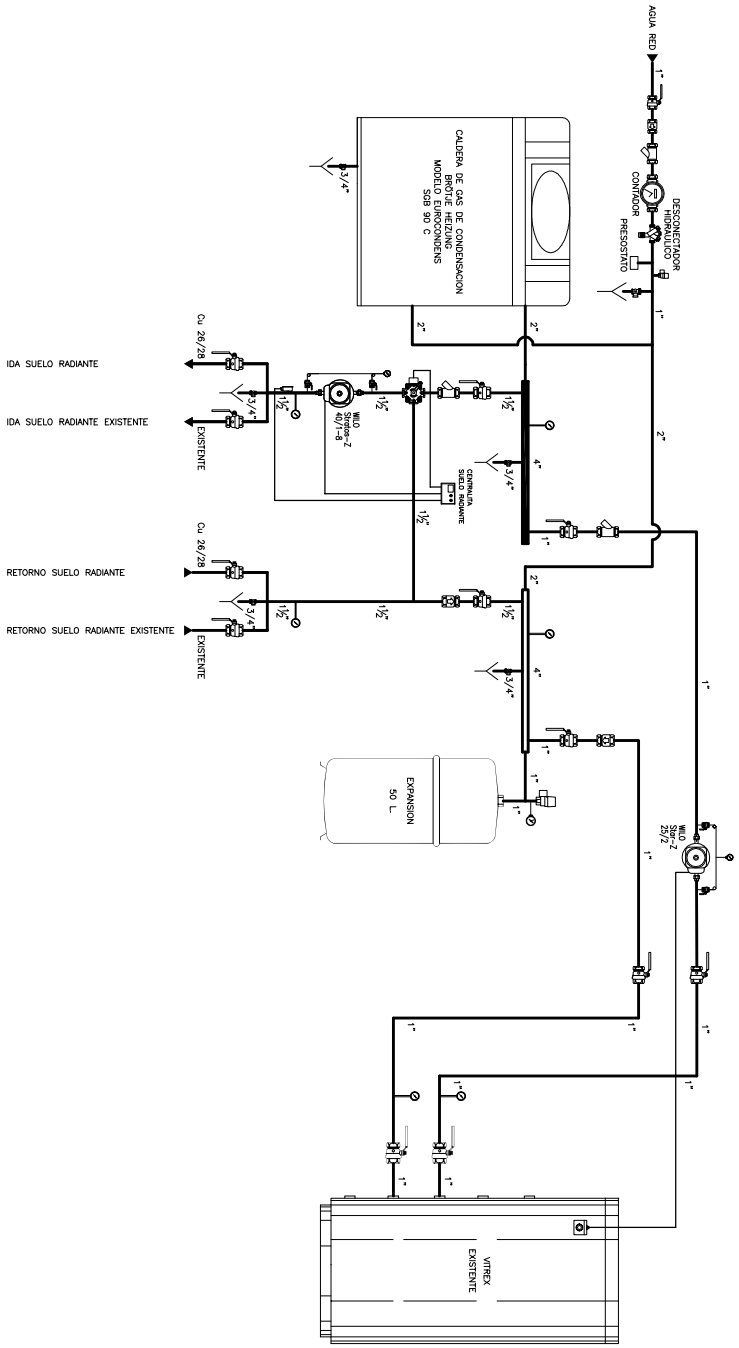 AGUA RED
1"
CONTADOR
DESCONECTADOR
HIDRAULICO
PRESOSTATO
1"
CALDERA DE GAS DE CONDENSACION
BRÖTJE HEIZUNG
MODELO EUROCONDENS
SGB 90 C
3/4"
2"
2"
2"
Cu 26/28
IDA SUELO RADIANTE
IDA SUELO RADIANTE EXISTENTE
EXISTENTE
3/4"
1½"
WILO
Stratos-Z
40/1-8
1½"
1½"
4"
3/4"
CENTRALITA
SUELO RADIANTE
1½"
1"
Cu 26/28
RETORNO SUELO RADIANTE
RETORNO SUELO RADIANTE EXISTENTE
EXISTENTE
3/4"
1½"
1½"
1½"
2"
4"
3/4"
1"
1"
1"
EXPANSION
50 L.
1"
1"
WILO
Star-Z
25/2
1"
1"
1"
1"
1"
1"
1"
1"
1"
VITREX
EXISTENTE